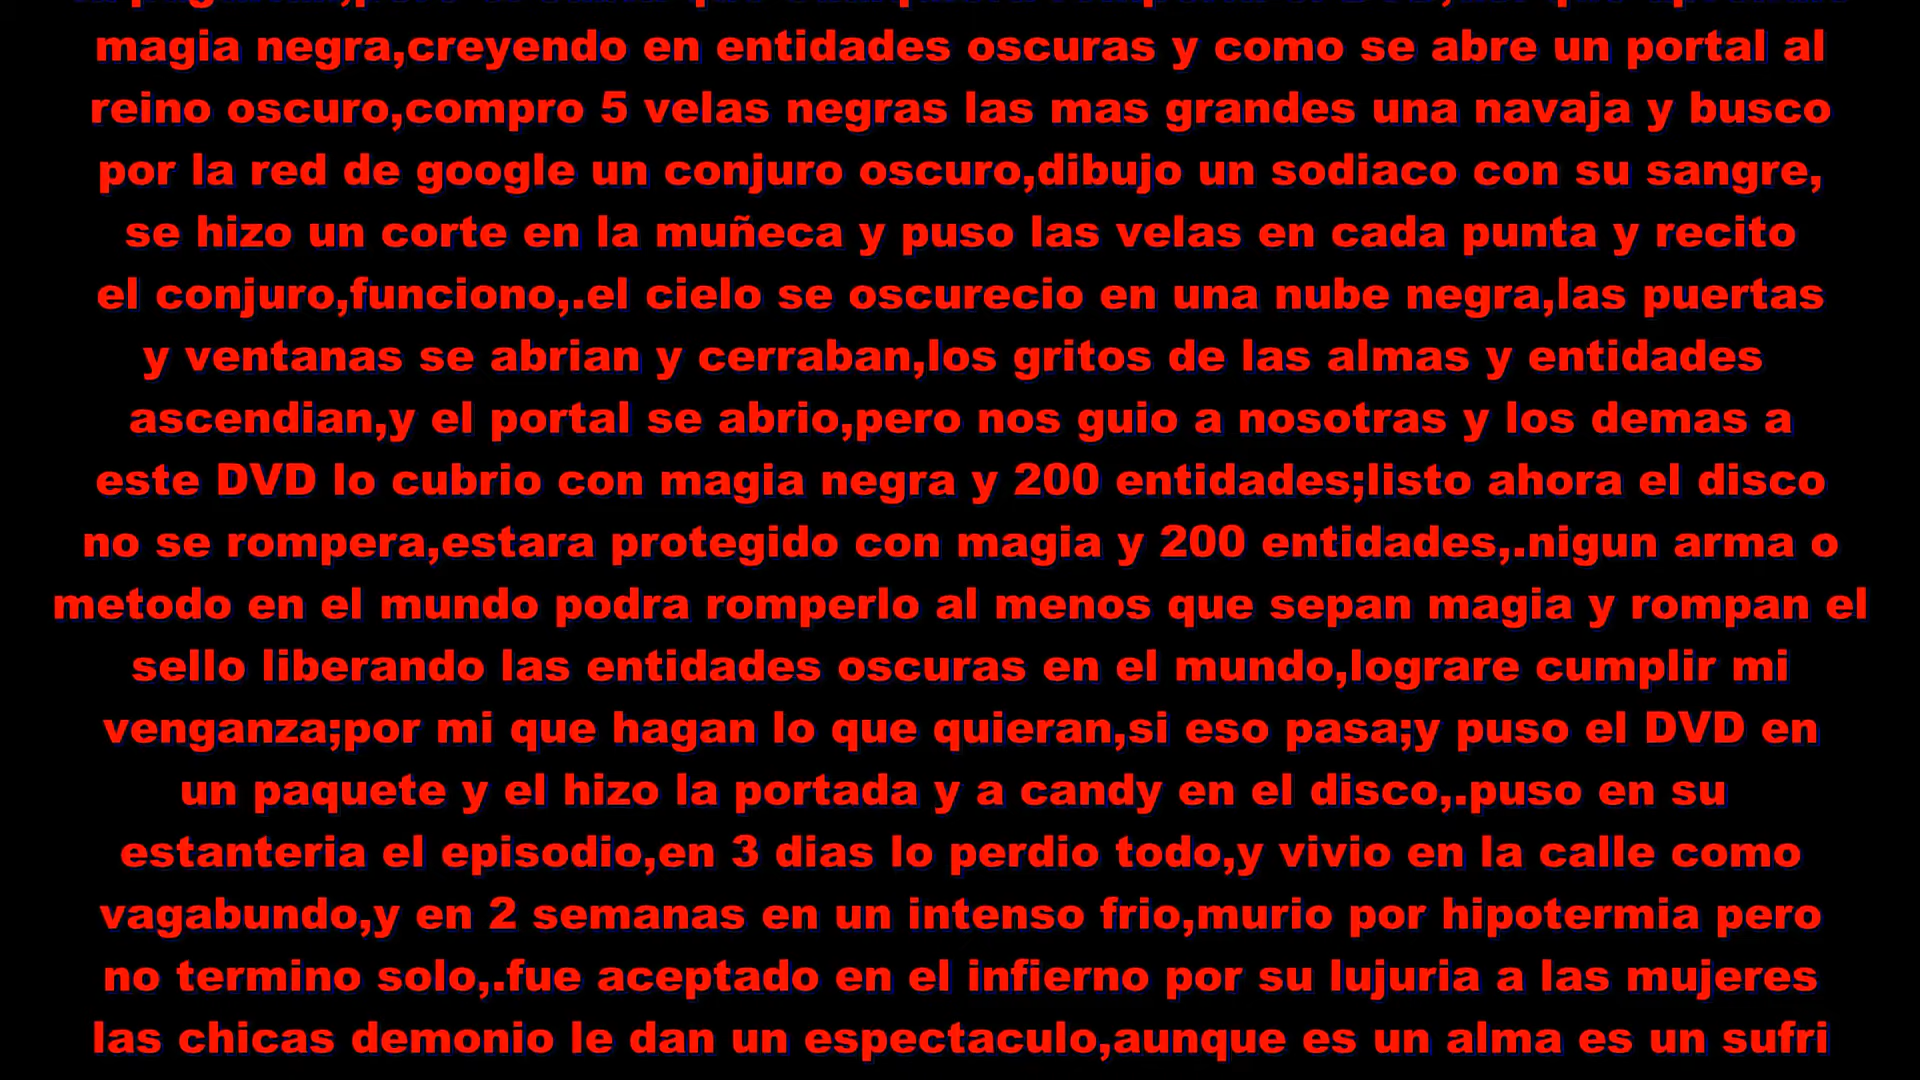 magia negra,creyendo en entidades oscuras y como se abre un portal al
reino oscuro,compro 5 velas negras las mas grandes una navaja y busco
por la red de google un conjuro oscuro,dibujo un sodiaco con su sangre,
se hizo un corte en la muñeca y puso las velas en cada punta y recito
el conjuro,funciono,.el cielo se oscurecio en una nube negra,las puertas
y ventanas se abrian y cerraban,los gritos de las almas y entidades
ascendian,y el portal se abrio,pero nos guio a nosotras y los demas a
este DVD lo cubrio con magia negra y 200 entidades;listo ahora el disco
no se rompera,estara protegido con magia y 200 entidades,.nigun arma o
metodo en el mundo podra romperlo al menos que sepan magia y rompan el
sello liberando las entidades oscuras en el mundo,lograre cumplir mi
venganza;por mi que hagan lo que quieran,si eso pasa;y puso el DVD en
un paquete y el hizo la portada y a candy en el disco,.puso en su
estanteria el episodio,en 3 dias lo perdio todo,y vivio en la calle como
vagabundo,y en 2 semanas en un intenso frio,murio por hipotermia pero
no termino solo,.fue aceptado en el infierno por su lujuria a las mujeres
las chicas demonio le dan un espectaculo,aunque es un alma es un sufri